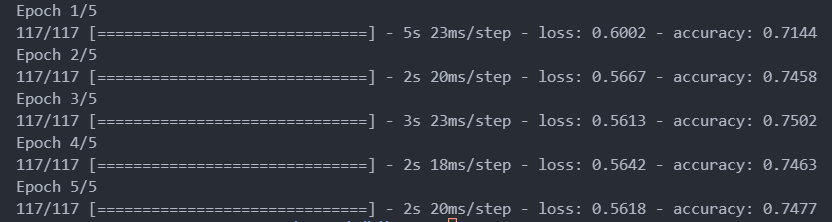 Epoch 1/5
117/117 [==============================] - 5s 23ms/step - loss: 0.6002 - accuracy: 0.7144
Epoch 2/5
117/117 [==============================] - 2s 20ms/step - loss: 0.5667 - accuracy: 0.7458
Epoch 3/5
117/117 [==============================] - 3s 23ms/step - loss: 0.5613 - accuracy: 0.7502
Epoch 4/5
117/117 [==============================] - 2s 18ms/step - loss: 0.5642 - accuracy: 0.7463
Epoch 5/5
117/117 [==============================] - 2s 20ms/step - loss: 0.5618 - accuracy: 0.7477